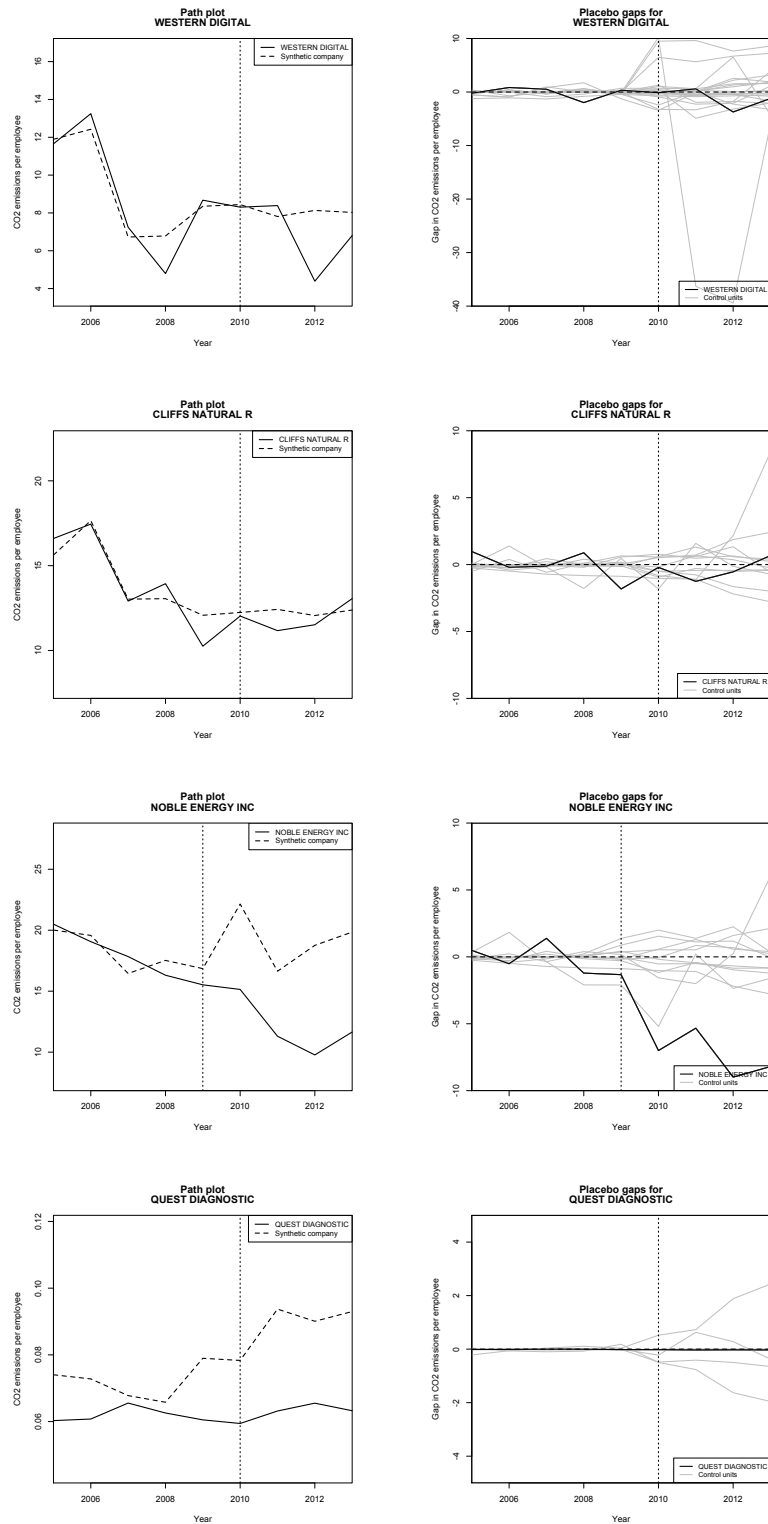 Path plot
WESTERN DIGITAL
CO2 emissions per employee
16
14
12
10
8
6
4
WESTERN DIGITAL
Synthetic company
2006 2008 2010 2012
Year
Placebo gaps for
WESTERN DIGITAL
Gap in CO2 emissions per employee
10
0
-10
-20
-30
-40
WESTERN DIGITAL
Control units
2006 2008 2010 2012
Year
Path plot
CLIFFS NATURAL R
CO2 emissions per employee
20
15
10
CLIFFS NATURAL R
Synthetic company
2006 2008 2010 2012
Year
Placebo gaps for
CLIFFS NATURAL R
Gap in CO2 emissions per employee
10
5
0
-5
-10
CLIFFS NATURAL R
Control units
2006 2008 2010 2012
Year
Path plot
NOBLE ENERGY INC
CO2 emissions per employee
25
20
15
10
NOBLE ENERGY INC
Synthetic company
2006 2008 2010 2012
Year
Placebo gaps for
NOBLE ENERGY INC
Gap in CO2 emissions per employee
10
5
0
-5
-10
NOBLE ENERGY INC
Control units
2006 2008 2010 2012
Year
Path plot
QUEST DIAGNOSTIC
CO2 emissions per employee
0.12
0.10
0.08
0.06
QUEST DIAGNOSTIC
Synthetic company
2006 2008 2010 2012
Year
Placebo gaps for
QUEST DIAGNOSTIC
Gap in CO2 emissions per employee
4
2
0
-2
-4
QUEST DIAGNOSTIC
Control units
2006 2008 2010 2012
Year